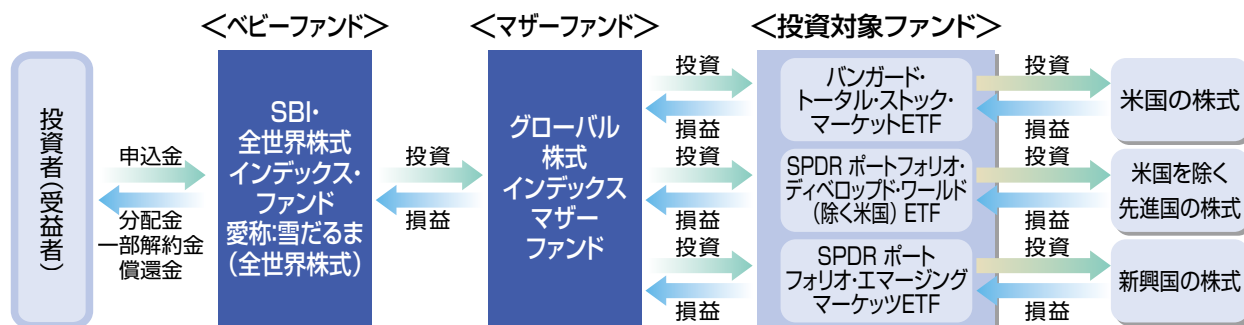 <ベビーファンド>
<マザーファンド>
<投資対象ファンド>
投資者(受益者)
申込金
分配金
一部解約金
償還金
SBI・
全世界株式
インデックス・
ファンド
愛称:雪だるま
(全世界株式)
投資
損益
グローバル
株式
インデックス
マザー
ファンド
投資
損益
投資
損益
投資
損益
バンガード・
トータル・ストック・
マーケットETF
SPDR ポートフォリオ・
ディベロップド・ワールド
(除く米国) ETF
SPDR ポート
フォリオ・エマージング
マーケッツETF
投資
損益
投資
損益
投資
損益
米国の株式
米国を除く
先進国の株式
新興国の株式